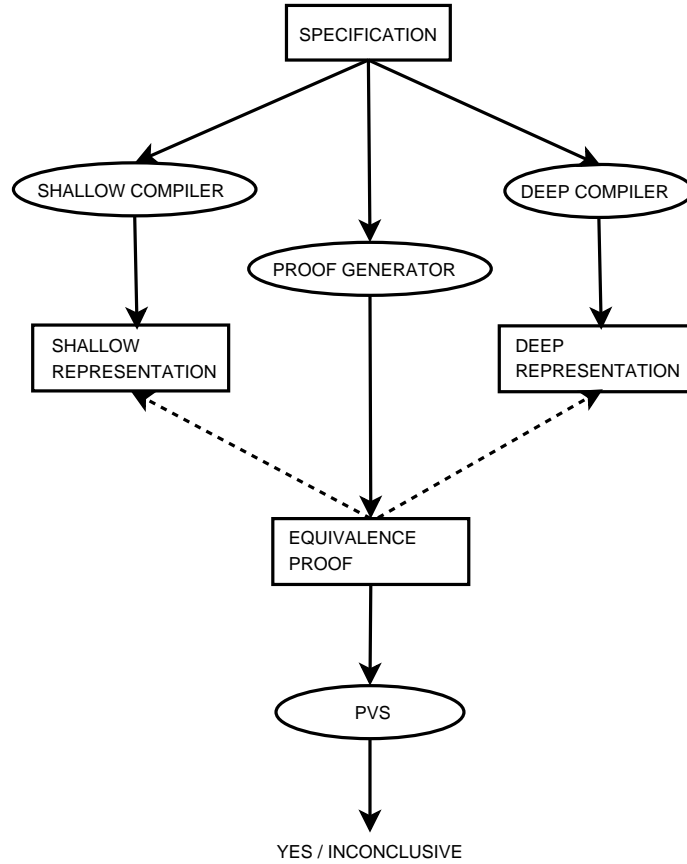 SPECIFICATION
SHALLOW COMPILER
DEEP COMPILER
PROOF GENERATOR
SHALLOW
REPRESENTATION
DEEP
REPRESENTATION
EQUIVALENCE
PROOF
PVS
YES / INCONCLUSIVE